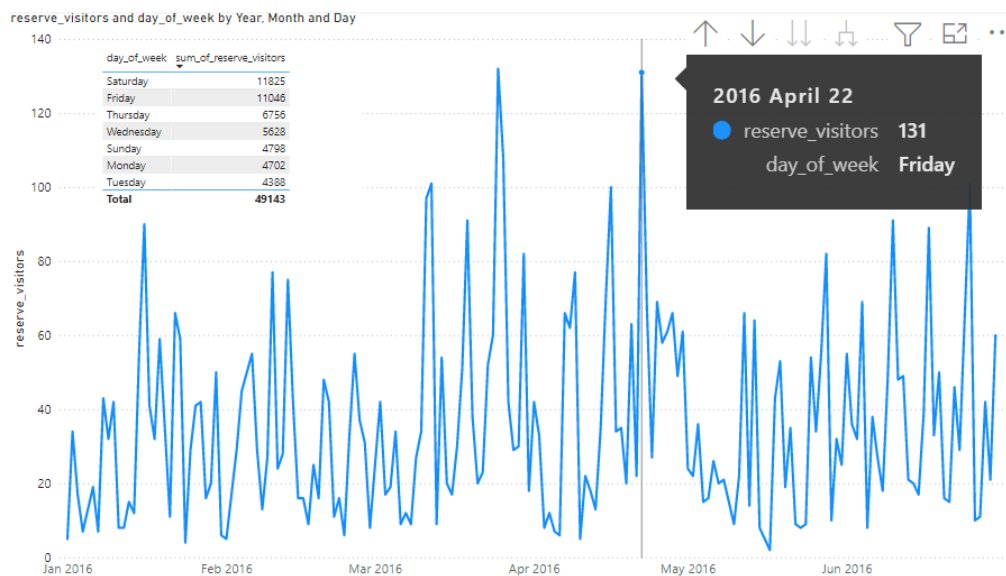 reserve_visitors and day_of_week by Year, Month and Day
140
120
100
80
60
40
20
0
reserve_visitors
day_of_week sum_of_reserve_visitors
Saturday 11825
Friday 11046
Thursday 6756
Wednesday 5628
Sunday 4798
Monday 4702
Tuesday 4388
Total 49143
2016 April 22
reserve_visitors 131
day_of_week Friday
Jan 2016 Feb 2016 Mar 2016 Apr 2016 May 2016 Jun 2016